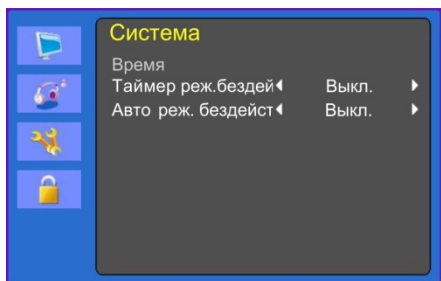 Система
Время
Таймер реж.бездей Выкл.
Авто реж. бездейст Выкл.